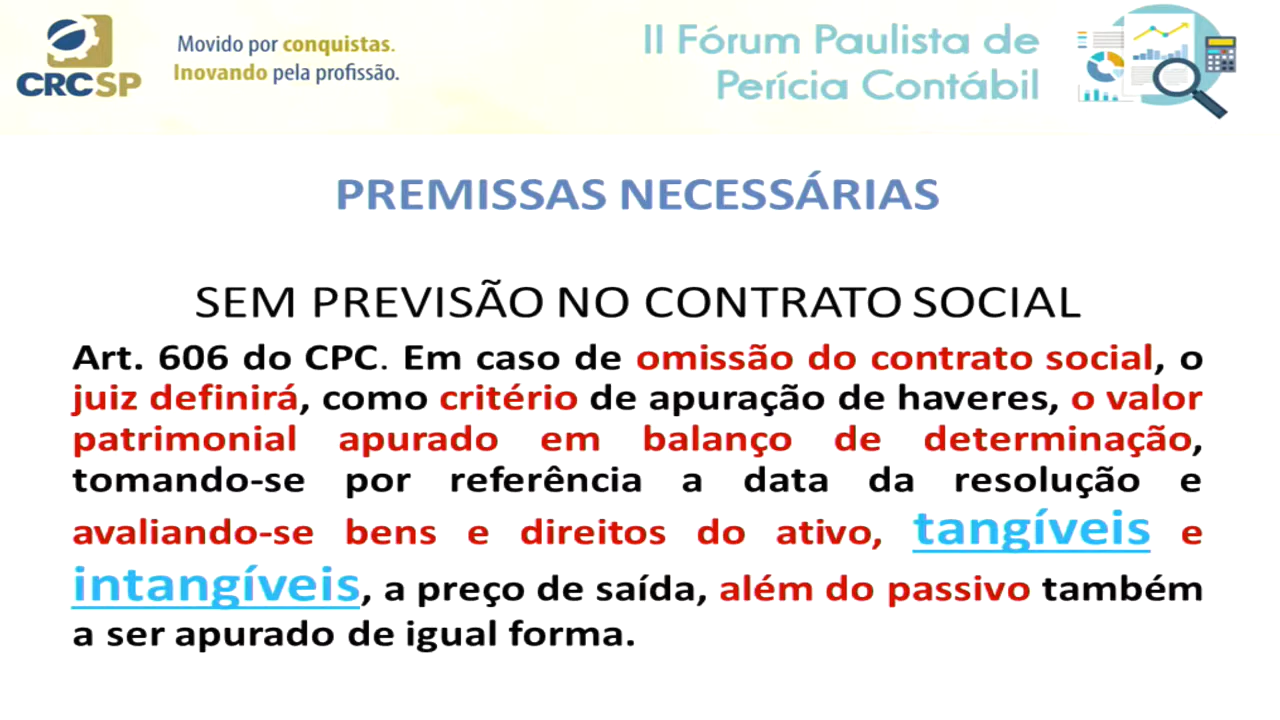 CRCSP
Movido por conquistas.
Inovando pela profissão.
II Fórum Paulista de
Perícia Contábil
PREMISSAS NECESSÁRIAS
SEM PREVISÃO NO CONTRATO SOCIAL
Art. 606 do CPC. Em caso de omissão do contrato social, o
juiz definirá, como critério de apuração de haveres, o valor
patrimonial apurado em balanço de determinação,
tomando-se por referência a data da resolução e
avaliando-se bens e direitos do ativo, tangíveis e
intangíveis, a preço de saída, além do passivo também
a ser apurado de igual forma.